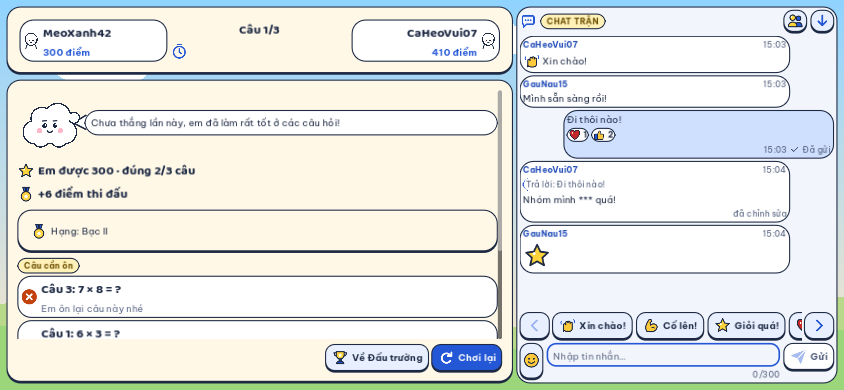 MeoXanh42
300 điểm
Câu 1/3
CaHeoVui07
410 điểm
Chưa thắng lần này, em đã làm rất tốt ở các câu hỏi!
Em được 300 · đúng 2/3 câu
+6 điểm thi đấu
Hạng: Bạc II
Câu cần ôn
Câu 3: 7 × 8 = ?
Em ôn lại câu này nhé
Câu 1: 6 × 3 = ?
Về Đấu trường
Chơi lại
CHAT TRẬN
CaHeoVui07 15:03
Xin chào!
GauNau15 15:03
Mình sẵn sàng rồi!
Đi thôi nào!
1 2
15:03 ✓ Đã gửi
CaHeoVui07 15:04
Trả lời: Đi thôi nào!
Nhóm mình *** quá!
đã chỉnh sửa
GauNau15 15:04
Xin chào!
Cố lên!
Giỏi quá!
Nhập tin nhắn...
Gửi
0/300